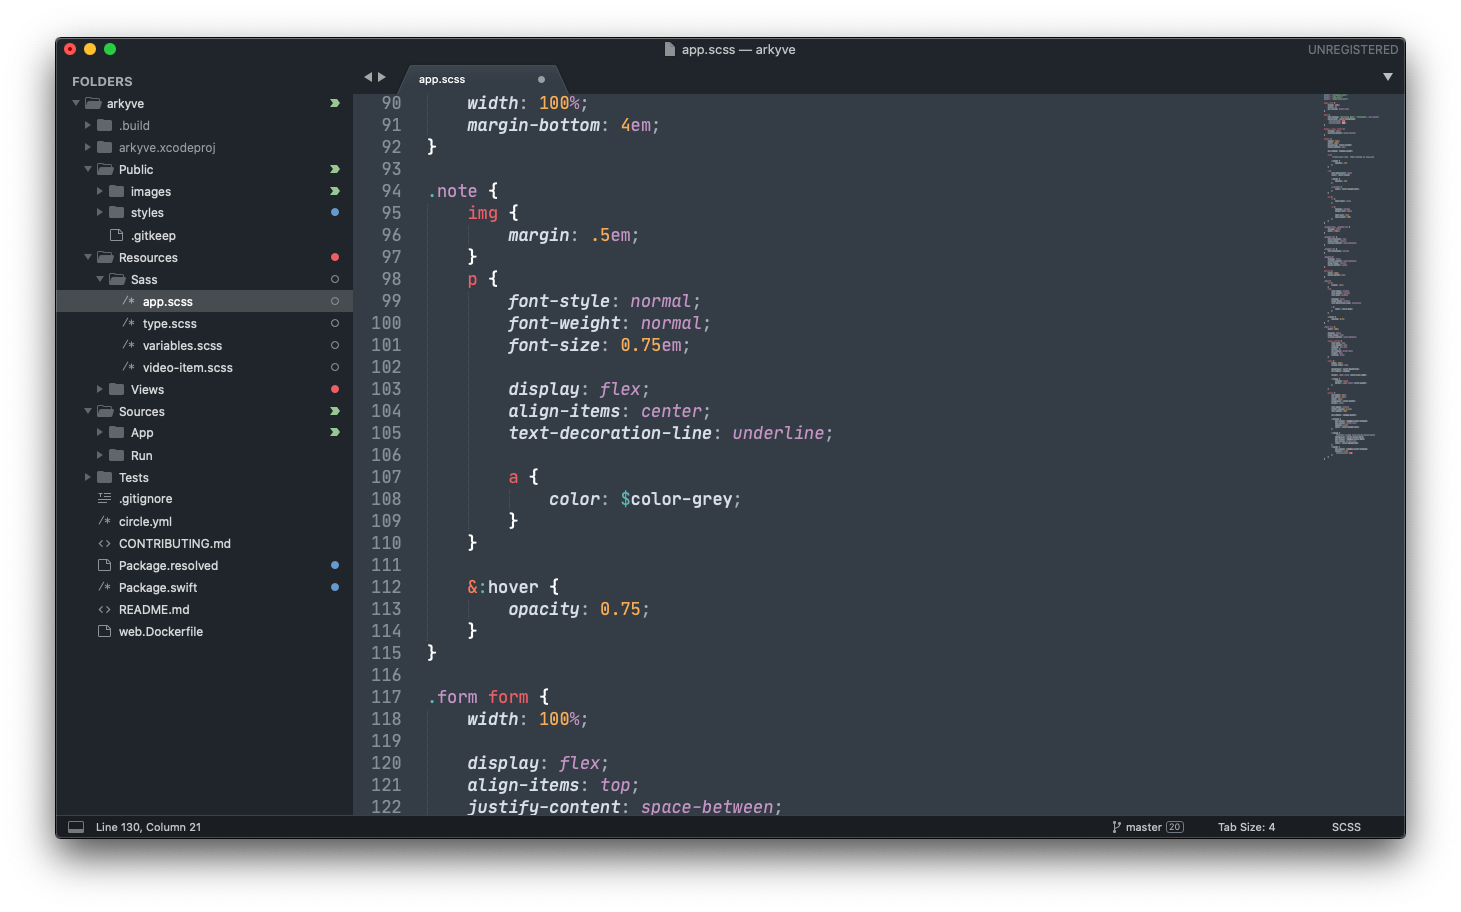 app.scss — arkyve
UNREGISTERED
FOLDERS
arkyve
.build
arkyve.xcodeproj
Public
images
styles
.gitkeep
Resources
Sass
/* app.scss
/* type.scss
/* variables.scss
/* video-item.scss
Views
Sources
App
Run
Tests
.gitignore
/* circle.yml
<> CONTRIBUTING.md
Package.resolved
/* Package.swift
<> README.md
web.Dockerfile
app.scss
90 width: 100%;
91 margin-bottom: 4em;
92 }
93
94 .note {
95 img {
96 margin: .5em;
97 }
98 p {
99 font-style: normal;
100 font-weight: normal;
101 font-size: 0.75em;
102
103 display: flex;
104 align-items: center;
105 text-decoration-line: underline;
106
107 a {
108 color: $color-grey;
109 }
110 }
111
112 &:hover {
113 opacity: 0.75;
114 }
115 }
116
117 .form form {
118 width: 100%;
119
120 display: flex;
121 align-items: top;
122 justify-content: space-between;
Line 130, Column 21
master 20
Tab Size: 4
SCSS